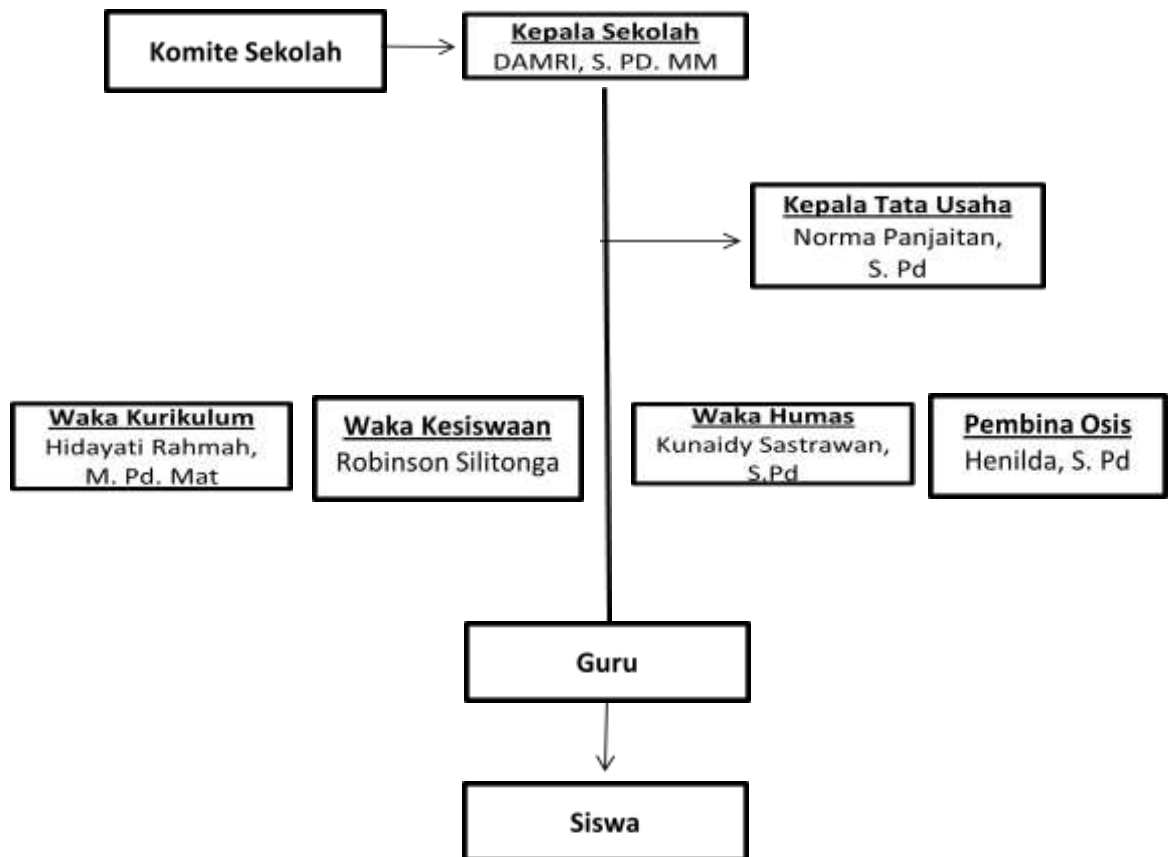 Komite Sekolah
Kepala Sekolah
DAMRI, S. PD. MM
Kepala Tata Usaha
Norma Panjaitan,
S. Pd
Waka Kurikulum
Hidayati Rahmah,
M. Pd. Mat
Waka Kesiswaan
Robinson Silitonga
Waka Humas
Kunaidy Sastrawan,
S.Pd
Pembina Osis
Henilda, S. Pd
Guru
Siswa